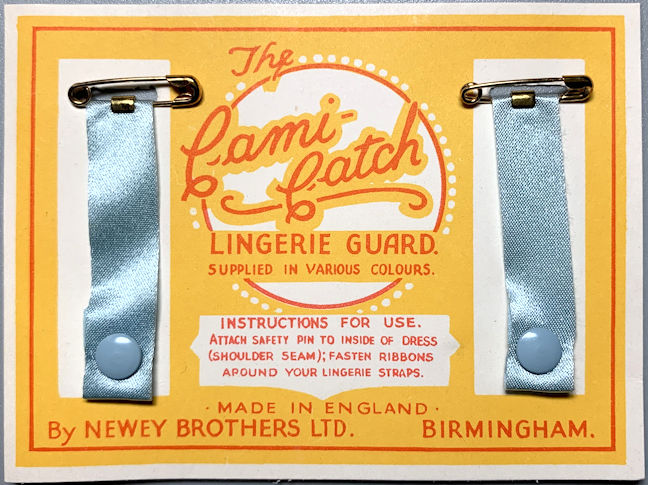 The
Cami-
Catch
LINGERIE GUARD.
SUPPLIED IN VARIOUS COLOURS.
INSTRUCTIONS FOR USE.
ATTACH SAFETY PIN TO INSIDE OF DRESS
(SHOULDER SEAM); FASTEN RIBBONS
AROUND YOUR LINGERIE STRAPS.
· MADE IN ENGLAND ·
By NEWEY BROTHERS LTD. BIRMINGHAM.